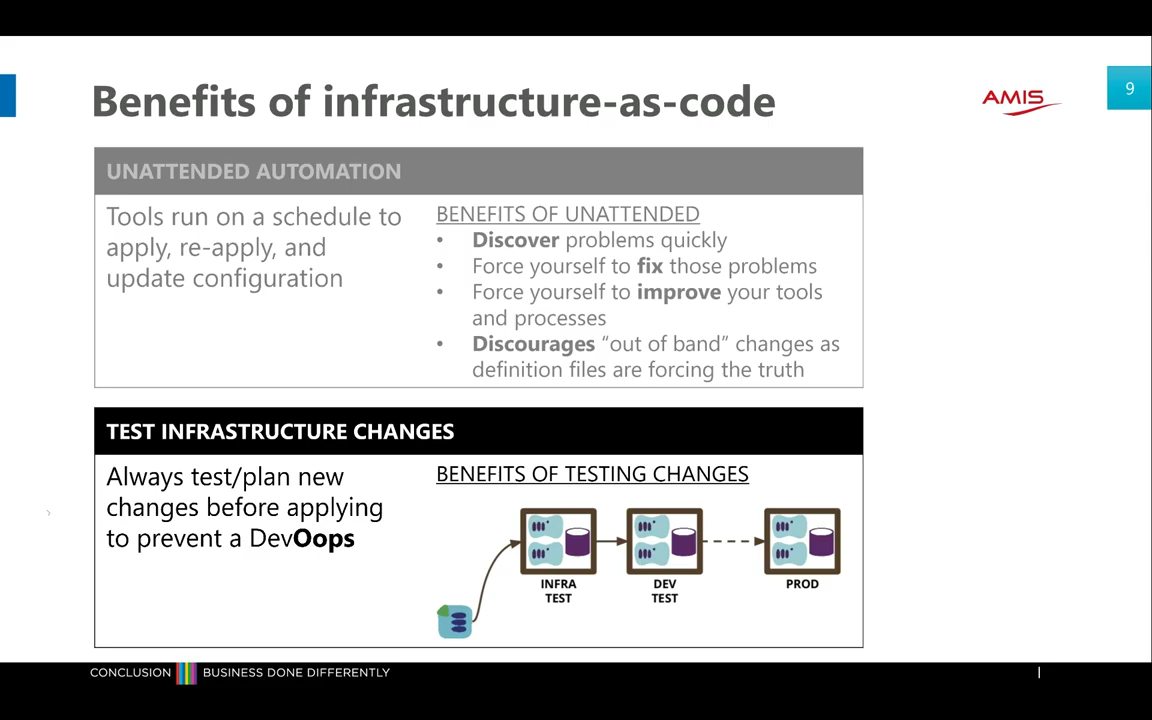 Benefits of infrastructure-as-code
AMIS
9
UNATTENDED AUTOMATION
Tools run on a schedule to
apply, re-apply, and
update configuration
BENEFITS OF UNATTENDED
• Discover problems quickly
• Force yourself to fix those problems
• Force yourself to improve your tools
and processes
• Discourages “out of band” changes as
definition files are forcing the truth
TEST INFRASTRUCTURE CHANGES
Always test/plan new
changes before applying
to prevent a DevOops
BENEFITS OF TESTING CHANGES
INFRA
TEST
DEV
TEST
PROD
CONCLUSION BUSINESS DONE DIFFERENTLY